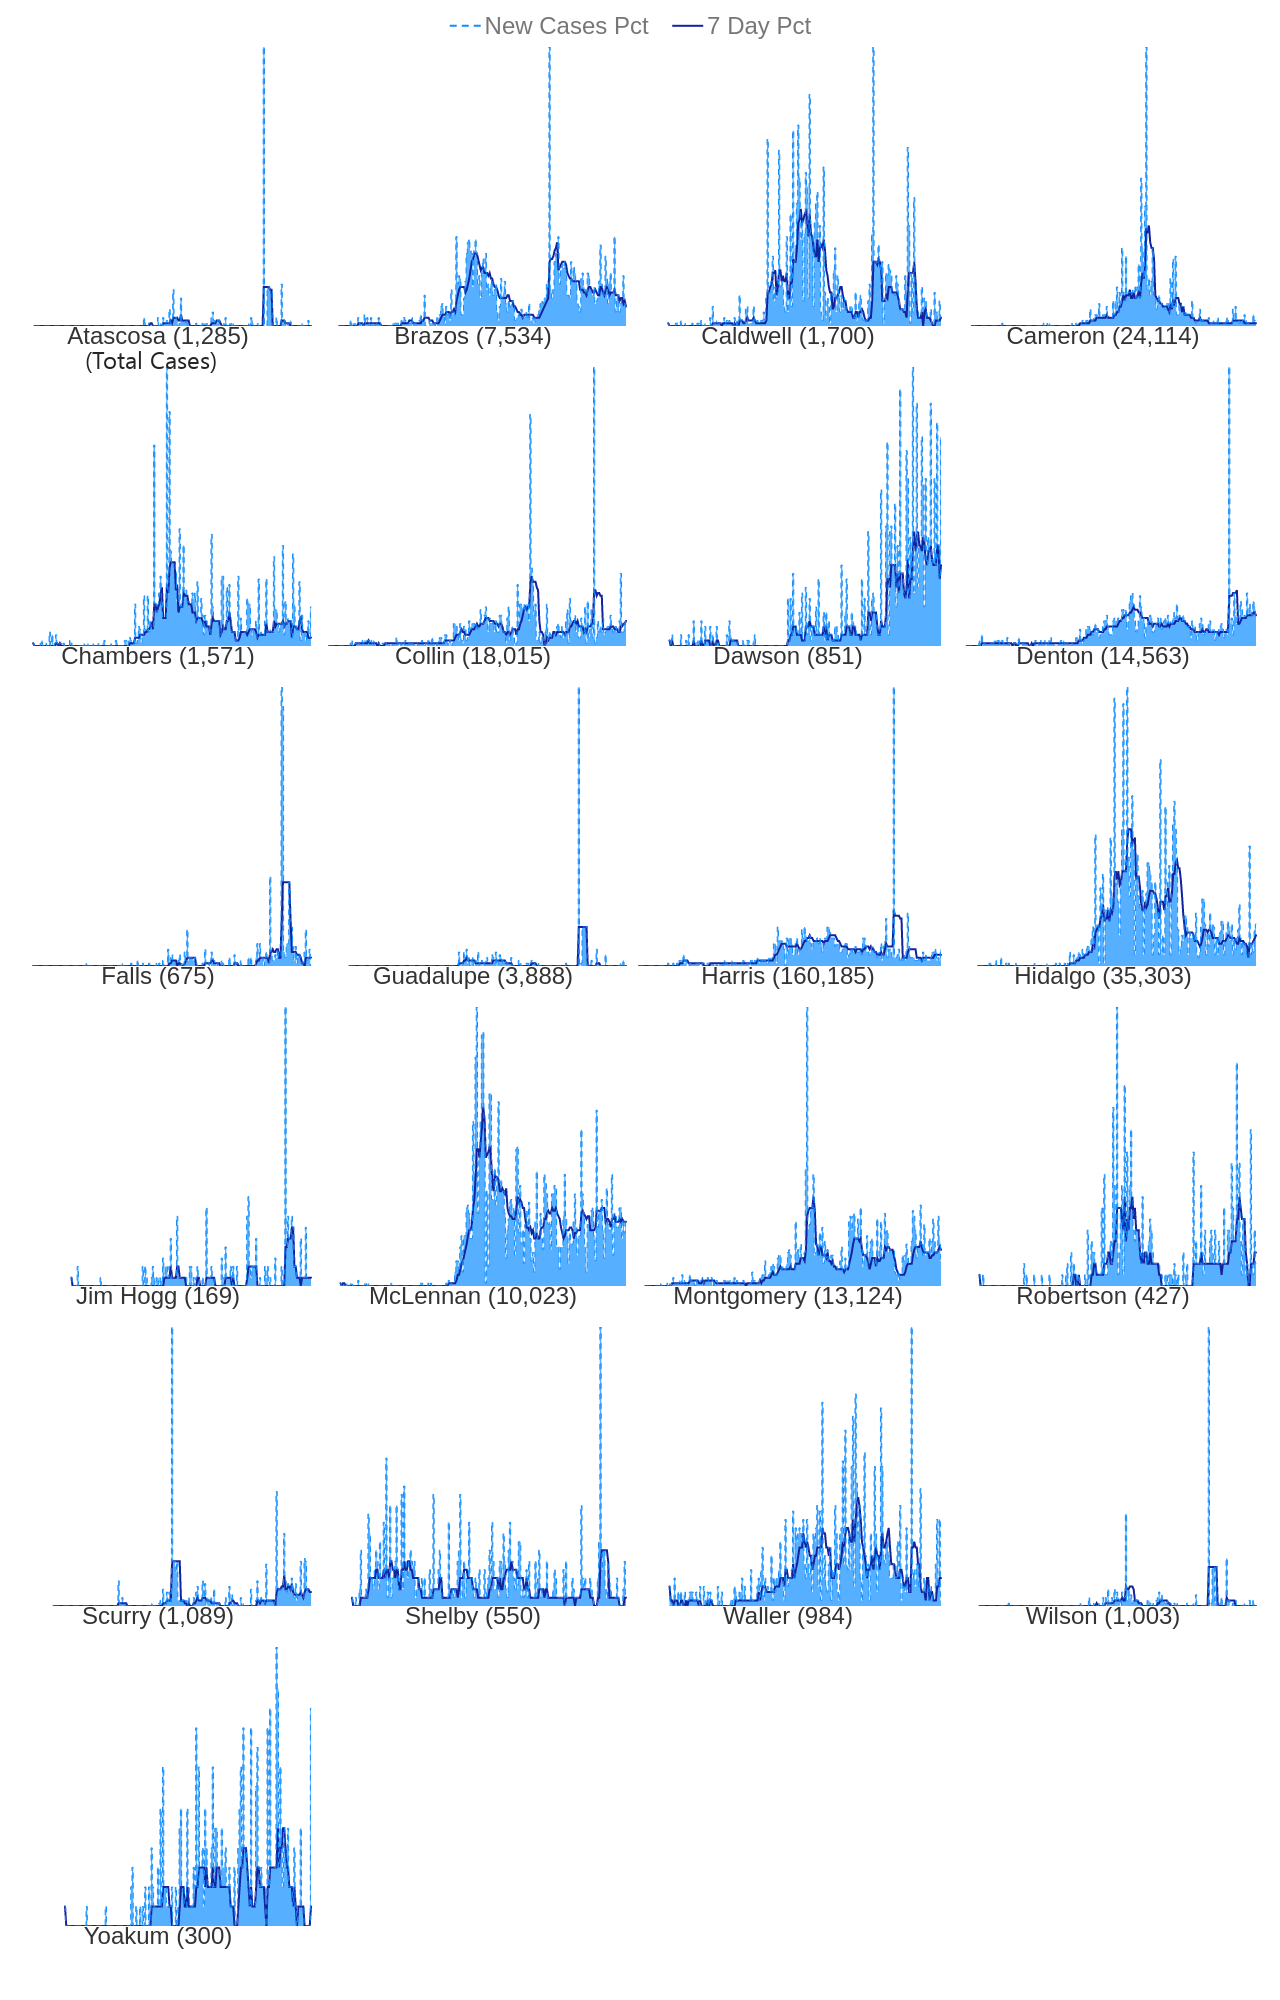 New Cases Pct 7 Day Pct
Atascosa (1,285) Brazos (7,534) Caldwell (1,700) Cameron (24,114)
(Total Cases)
Chambers (1,571) Collin (18,015) Dawson (851) Denton (14,563)
Falls (675) Guadalupe (3,888) Harris (160,185) Hidalgo (35,303)
Jim Hogg (169) McLennan (10,023) Montgomery (13,124) Robertson (427)
Scurry (1,089) Shelby (550) Waller (984) Wilson (1,003)
Yoakum (300)